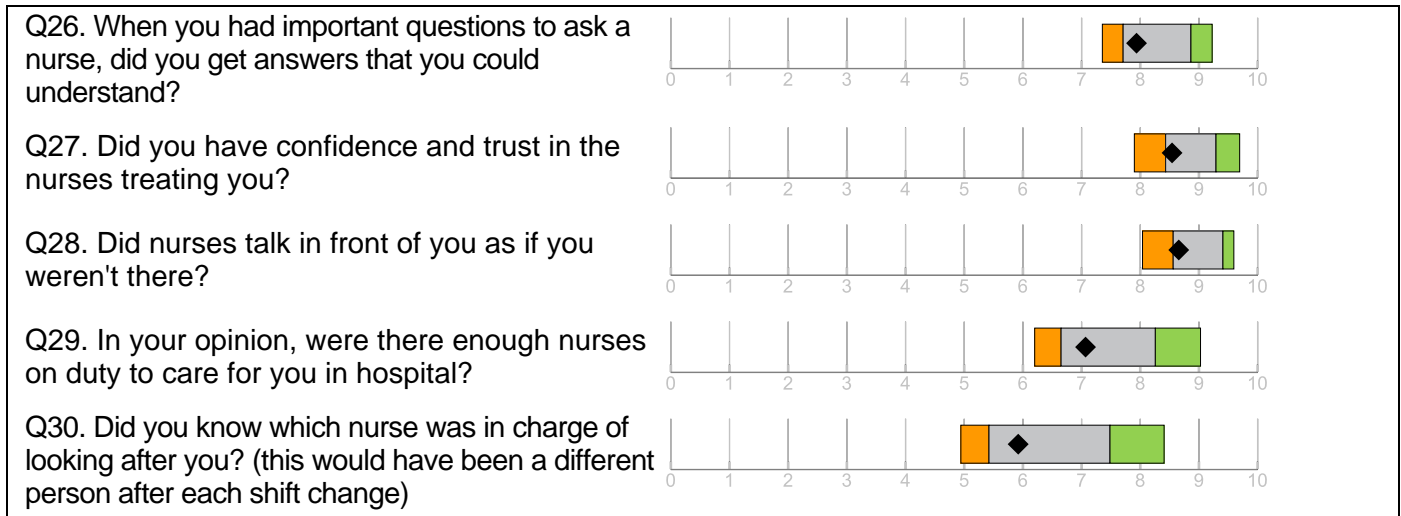 Q26. When you had important questions to ask a
nurse, did you get answers that you could
understand?
0 1 2 3 4 5 6 7 8 9 10
Q27. Did you have confidence and trust in the
nurses treating you?
0 1 2 3 4 5 6 7 8 9 10
Q28. Did nurses talk in front of you as if you
weren't there?
0 1 2 3 4 5 6 7 8 9 10
Q29. In your opinion, were there enough nurses
on duty to care for you in hospital?
0 1 2 3 4 5 6 7 8 9 10
Q30. Did you know which nurse was in charge of
looking after you? (this would have been a different
person after each shift change)
0 1 2 3 4 5 6 7 8 9 10